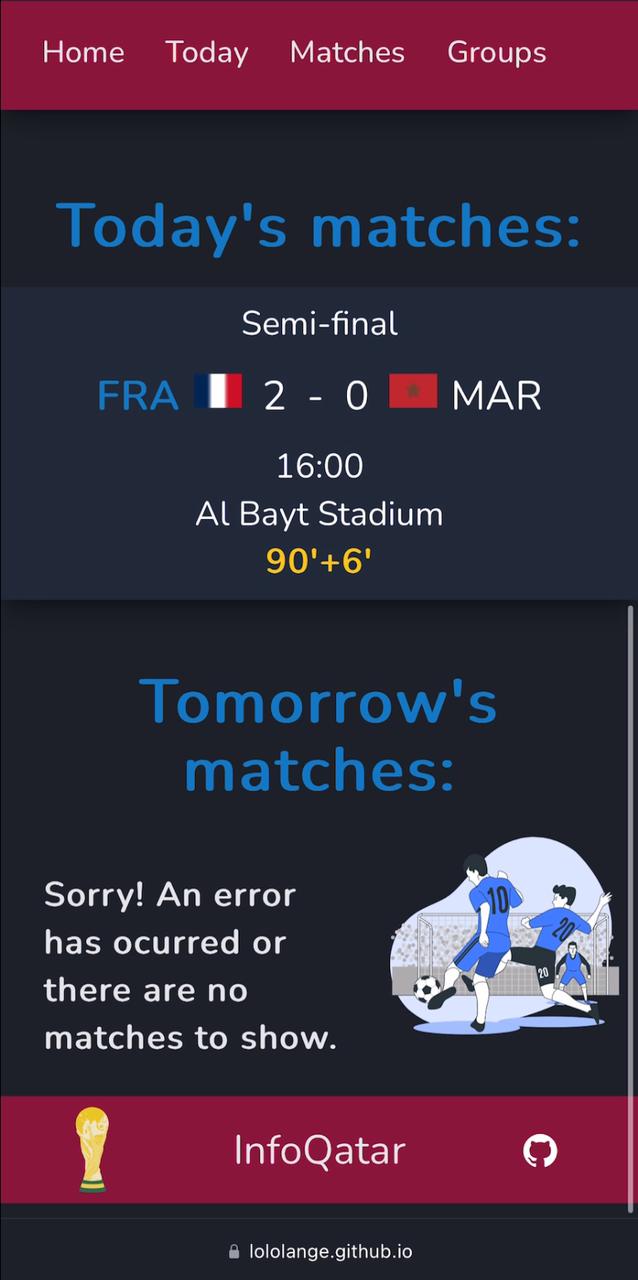 Home Today Matches Groups
Today's matches:
Semi-final
FRA 2 - 0 MAR
16:00
Al Bayt Stadium
90'+6'
Tomorrow's
matches:
Sorry! An error
has ocurred or
there are no
matches to show.
10
20
20
InfoQatar
lololange.github.io